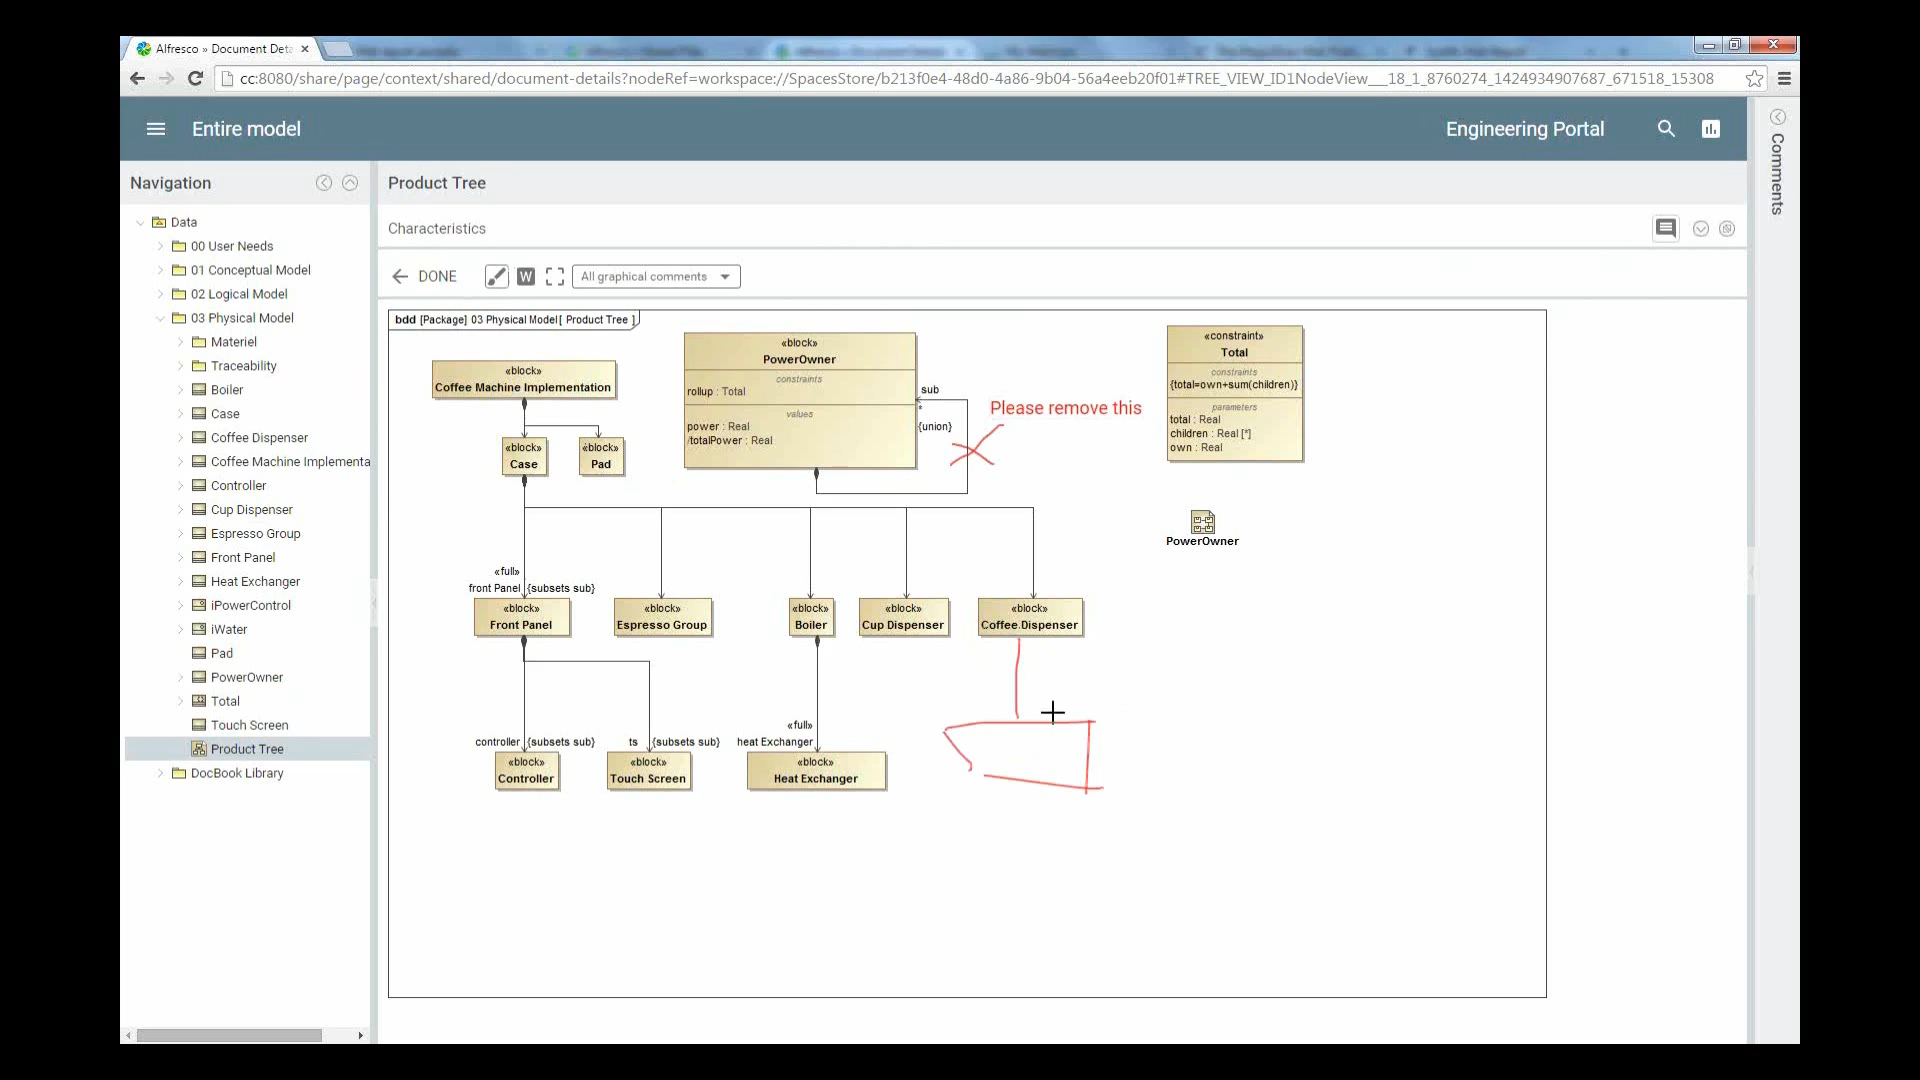 Alfresco » Document Deta
cc:8080/share/page/context/shared/document-details?nodeRef=workspace://SpacesStore/b213f0e4-48d0-4a86-9b04-56a4eeb20f01#TREE_VIEW_ID1NodeView___18_1_8760274_1424934907687_671518_15308
Entire model
Engineering Portal
Comments
Navigation
Data
00 User Needs
01 Conceptual Model
02 Logical Model
03 Physical Model
Materiel
Traceability
Boiler
Case
Coffee Dispenser
Coffee Machine Implementa
Controller
Cup Dispenser
Espresso Group
Front Panel
Heat Exchanger
iPowerControl
iWater
Pad
PowerOwner
Total
Touch Screen
Product Tree
DocBook Library
Product Tree
Characteristics
DONE
W
All graphical comments
bdd [Package] 03 Physical Model[ Product Tree ]
«block»
Coffee Machine Implementation
«block»
Case
«block»
Pad
«block»
PowerOwner
constraints
rollup : Total
values
power : Real
/totalPower : Real
sub
*
{union}
Please remove this
«constraint»
Total
constraints
{total=own+sum(children)}
parameters
total : Real
children : Real [*]
own : Real
PowerOwner
«full»
front Panel {subsets sub}
«block»
Front Panel
«block»
Espresso Group
«block»
Boiler
«block»
Cup Dispenser
«block»
Coffee Dispenser
controller {subsets sub}
«block»
Controller
ts {subsets sub}
«block»
Touch Screen
«full»
heat Exchanger
«block»
Heat Exchanger